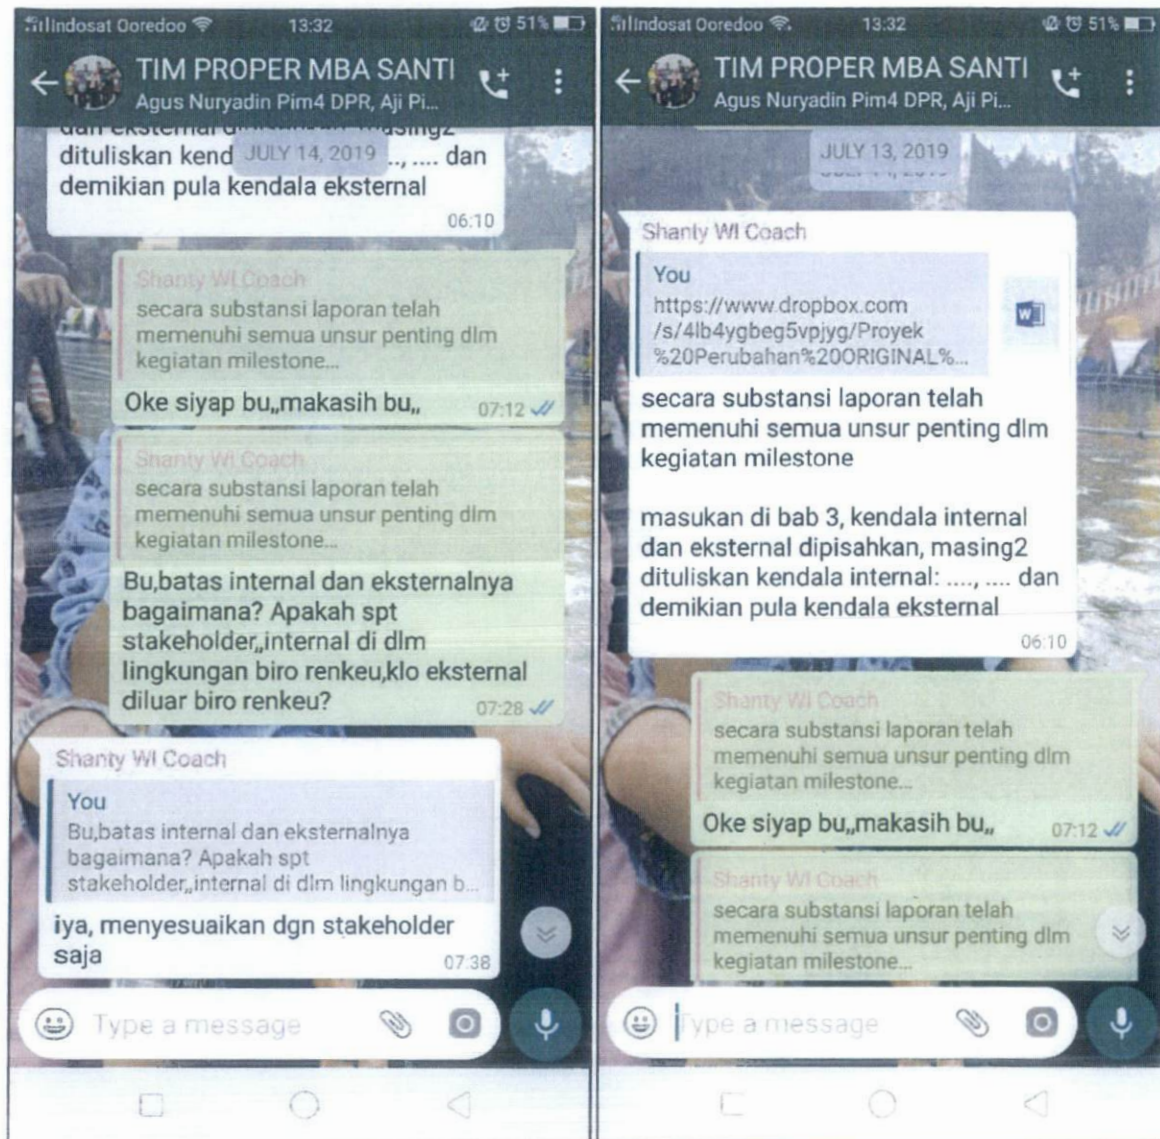 Indosat Ooredoo
13:32
51%
TIM PROPER MBA SANTI
Agus Nuryadin Pim4 DPR, Aji Pi...
dan eksternal dipisahkan, masing2
dituliskan kend
JULY 14, 2019
.., .... dan
demikian pula kendala eksternal
06:10
Shanty WI Coach
secara substansi laporan telah
memenuhi semua unsur penting dlm
kegiatan milestone...
Oke siyap bu,,makasih bu,,
07:12
Shanty WI Coach
secara substansi laporan telah
memenuhi semua unsur penting dlm
kegiatan milestone...
Bu,batas internal dan eksternalnya
bagaimana? Apakah spt
stakeholder,,internal di dlm
lingkungan biro renkeu,klo eksternal
diluar biro renkeu?
07:28
Shanty WI Coach
You
Bu,batas internal dan eksternalnya
bagaimana? Apakah spt
stakeholder,,internal di dlm lingkungan b...
iya, menyesuaikan dgn stakeholder
saja
07:38
Type a message
Indosat Ooredoo
13:32
51%
TIM PROPER MBA SANTI
Agus Nuryadin Pim4 DPR, Aji Pi...
JULY 13, 2019
JULY 14, 2019
Shanty WI Coach
You
https://www.dropbox.com
/s/4lb4ygbeg5vpjyg/Proyek
%20Perubahan%20ORIGINAL%...
W
secara substansi laporan telah
memenuhi semua unsur penting dlm
kegiatan milestone
masukan di bab 3, kendala internal
dan eksternal dipisahkan, masing2
dituliskan kendala internal: ...., .... dan
demikian pula kendala eksternal
06:10
Shanty WI Coach
secara substansi laporan telah
memenuhi semua unsur penting dlm
kegiatan milestone...
Oke siyap bu,,makasih bu,,
07:12
Shanty WI Coach
secara substansi laporan telah
memenuhi semua unsur penting dlm
kegiatan milestone...
Type a message